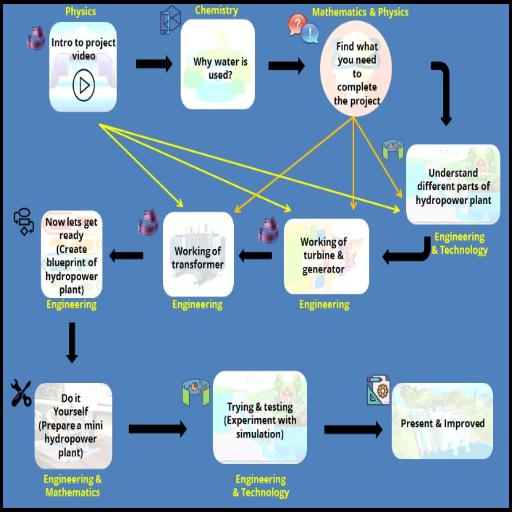 Physics
Chemistry
Mathematics & Physics
Intro to project
video
Why water is
used?
Find what
you need
to
complete
the project
Understand
different parts of
hydropower plant
Engineering
& Technology
Now lets get
ready
(Create
blueprint of
hydropower
plant)
Engineering
Working of
transformer
Engineering
Working of
turbine &
generator
Engineering
Do it
Yourself
(Prepare a mini
hydropower
plant)
Engineering &
Mathematics
Trying & testing
(Experiment with
simulation)
Engineering
& Technology
Present & Improved